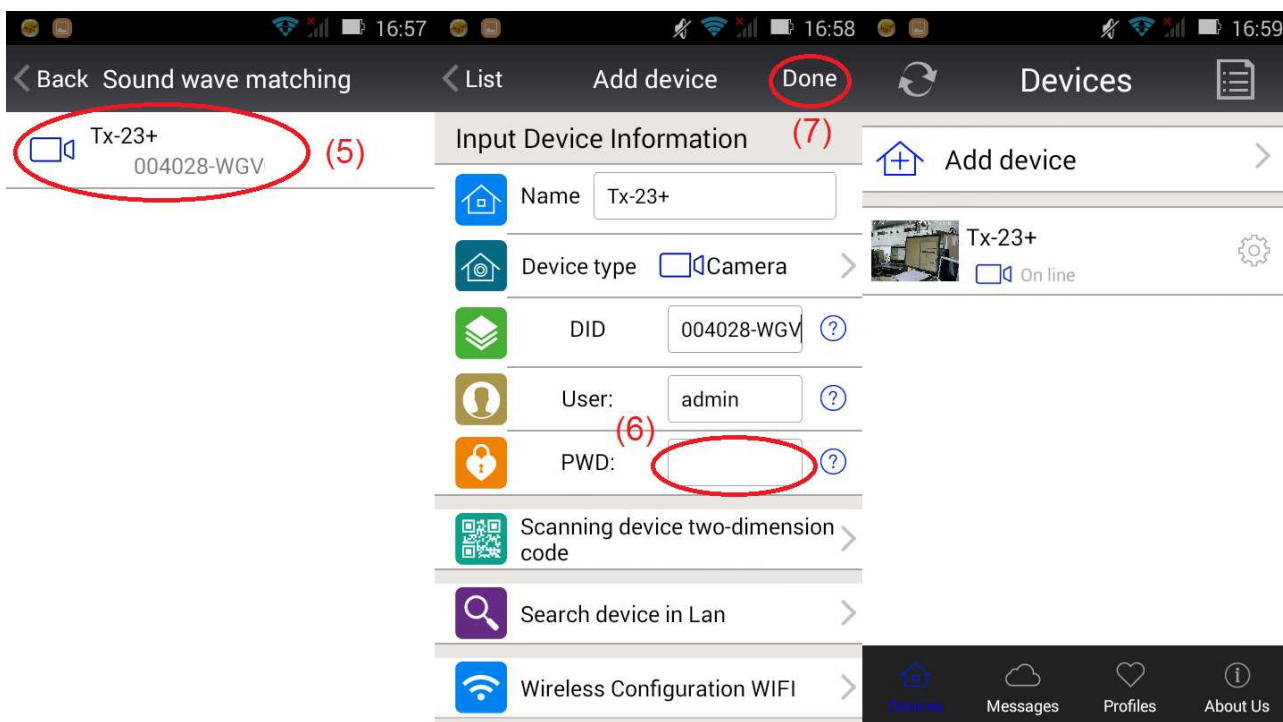 16:57
Back Sound wave matching
Tx-23+
004028-WGV
(5)
16:58
List Add device Done
Input Device Information
(7)
Name Tx-23+
Device type Camera
DID 004028-WGV
User: admin
(6)
PWD:
Scanning device two-dimension
code
Search device in Lan
Wireless Configuration WIFI
16:59
Devices
Add device
Tx-23+
On line
Devices Messages Profiles About Us